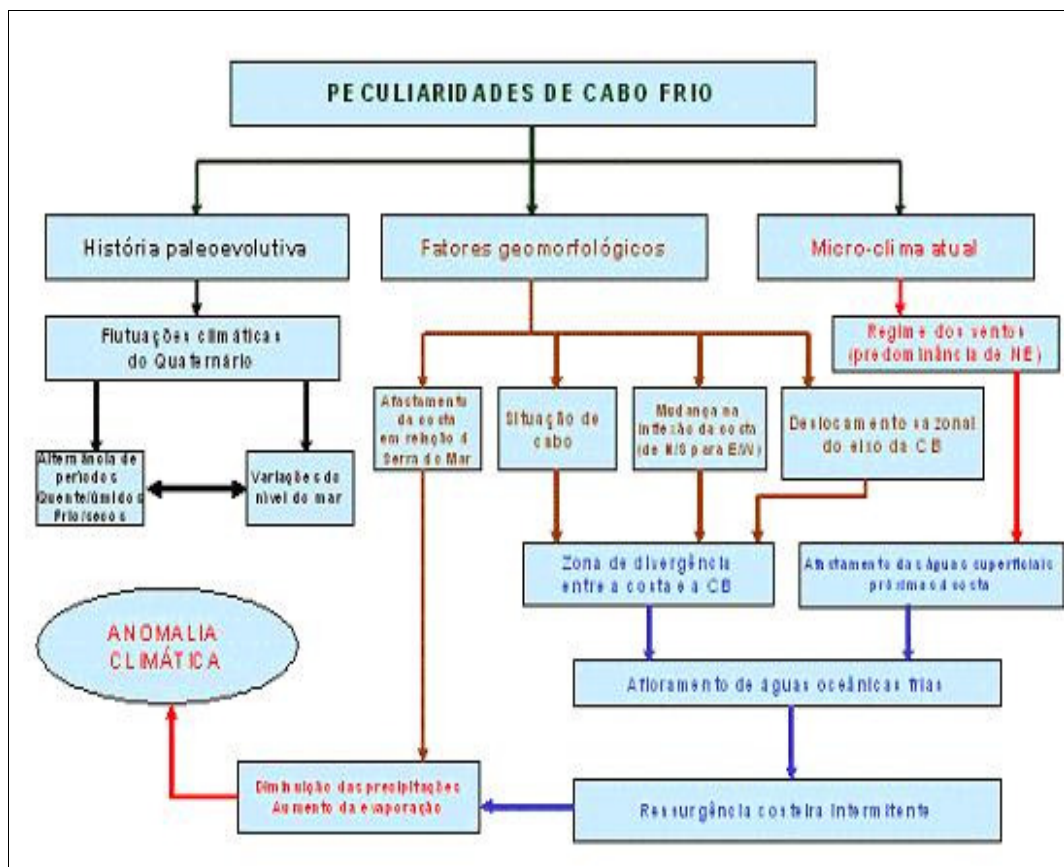 PECULIARIDADES DE CABO FRIO
História paleoevolutiva
Fatores geomorfológicos
Micro-clima atual
Flutuações climáticas
do Quaternário
Regime dos ventos
(predominância de NE)
Afastamento
da costa
em relação á
Serra do Mar
Situação de
cabo
Mudança na
inflexão da costa
(de N/S para E/W)
Deslocamento sazonal
do eixo da CB
Alternância de
períodos
Quente/úmidos
Frio/secos
Variações do
nível do mar
Zona de divergência
entre a costa e a CB
Afastamento das águas superficiais
próximas á costa
ANOMALIA
CLIMÁTICA
Afloramento de águas oceânicas frias
Diminuição das precipitações
Aumento da evaporação
Ressurgência costeira intermitente